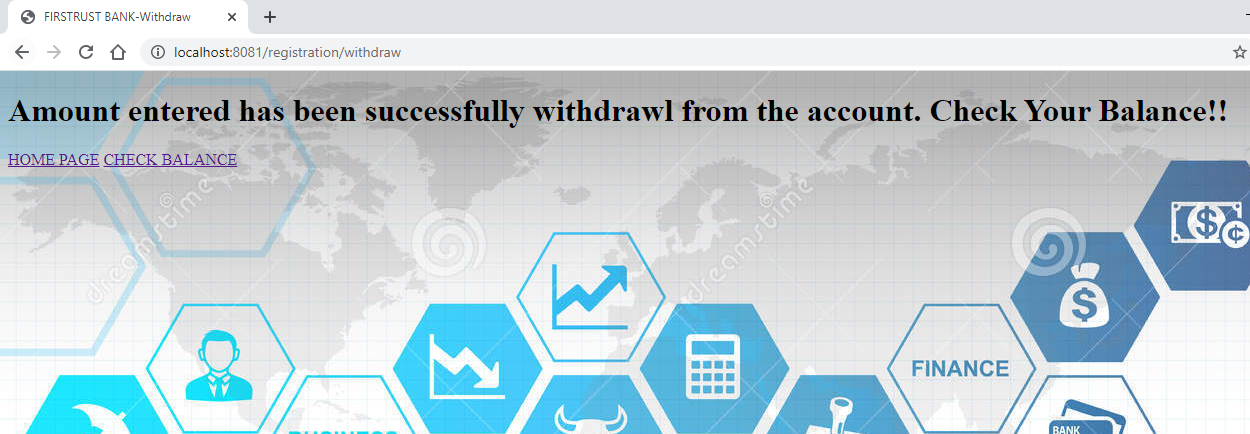 FIRSTRUST BANK-Withdraw
localhost:8081/registration/withdraw
Amount entered has been successfully withdrawl from the account. Check Your Balance!!
HOME PAGE CHECK BALANCE
dreamstime
dreamstime
FINANCE
BUSINESS
BANK